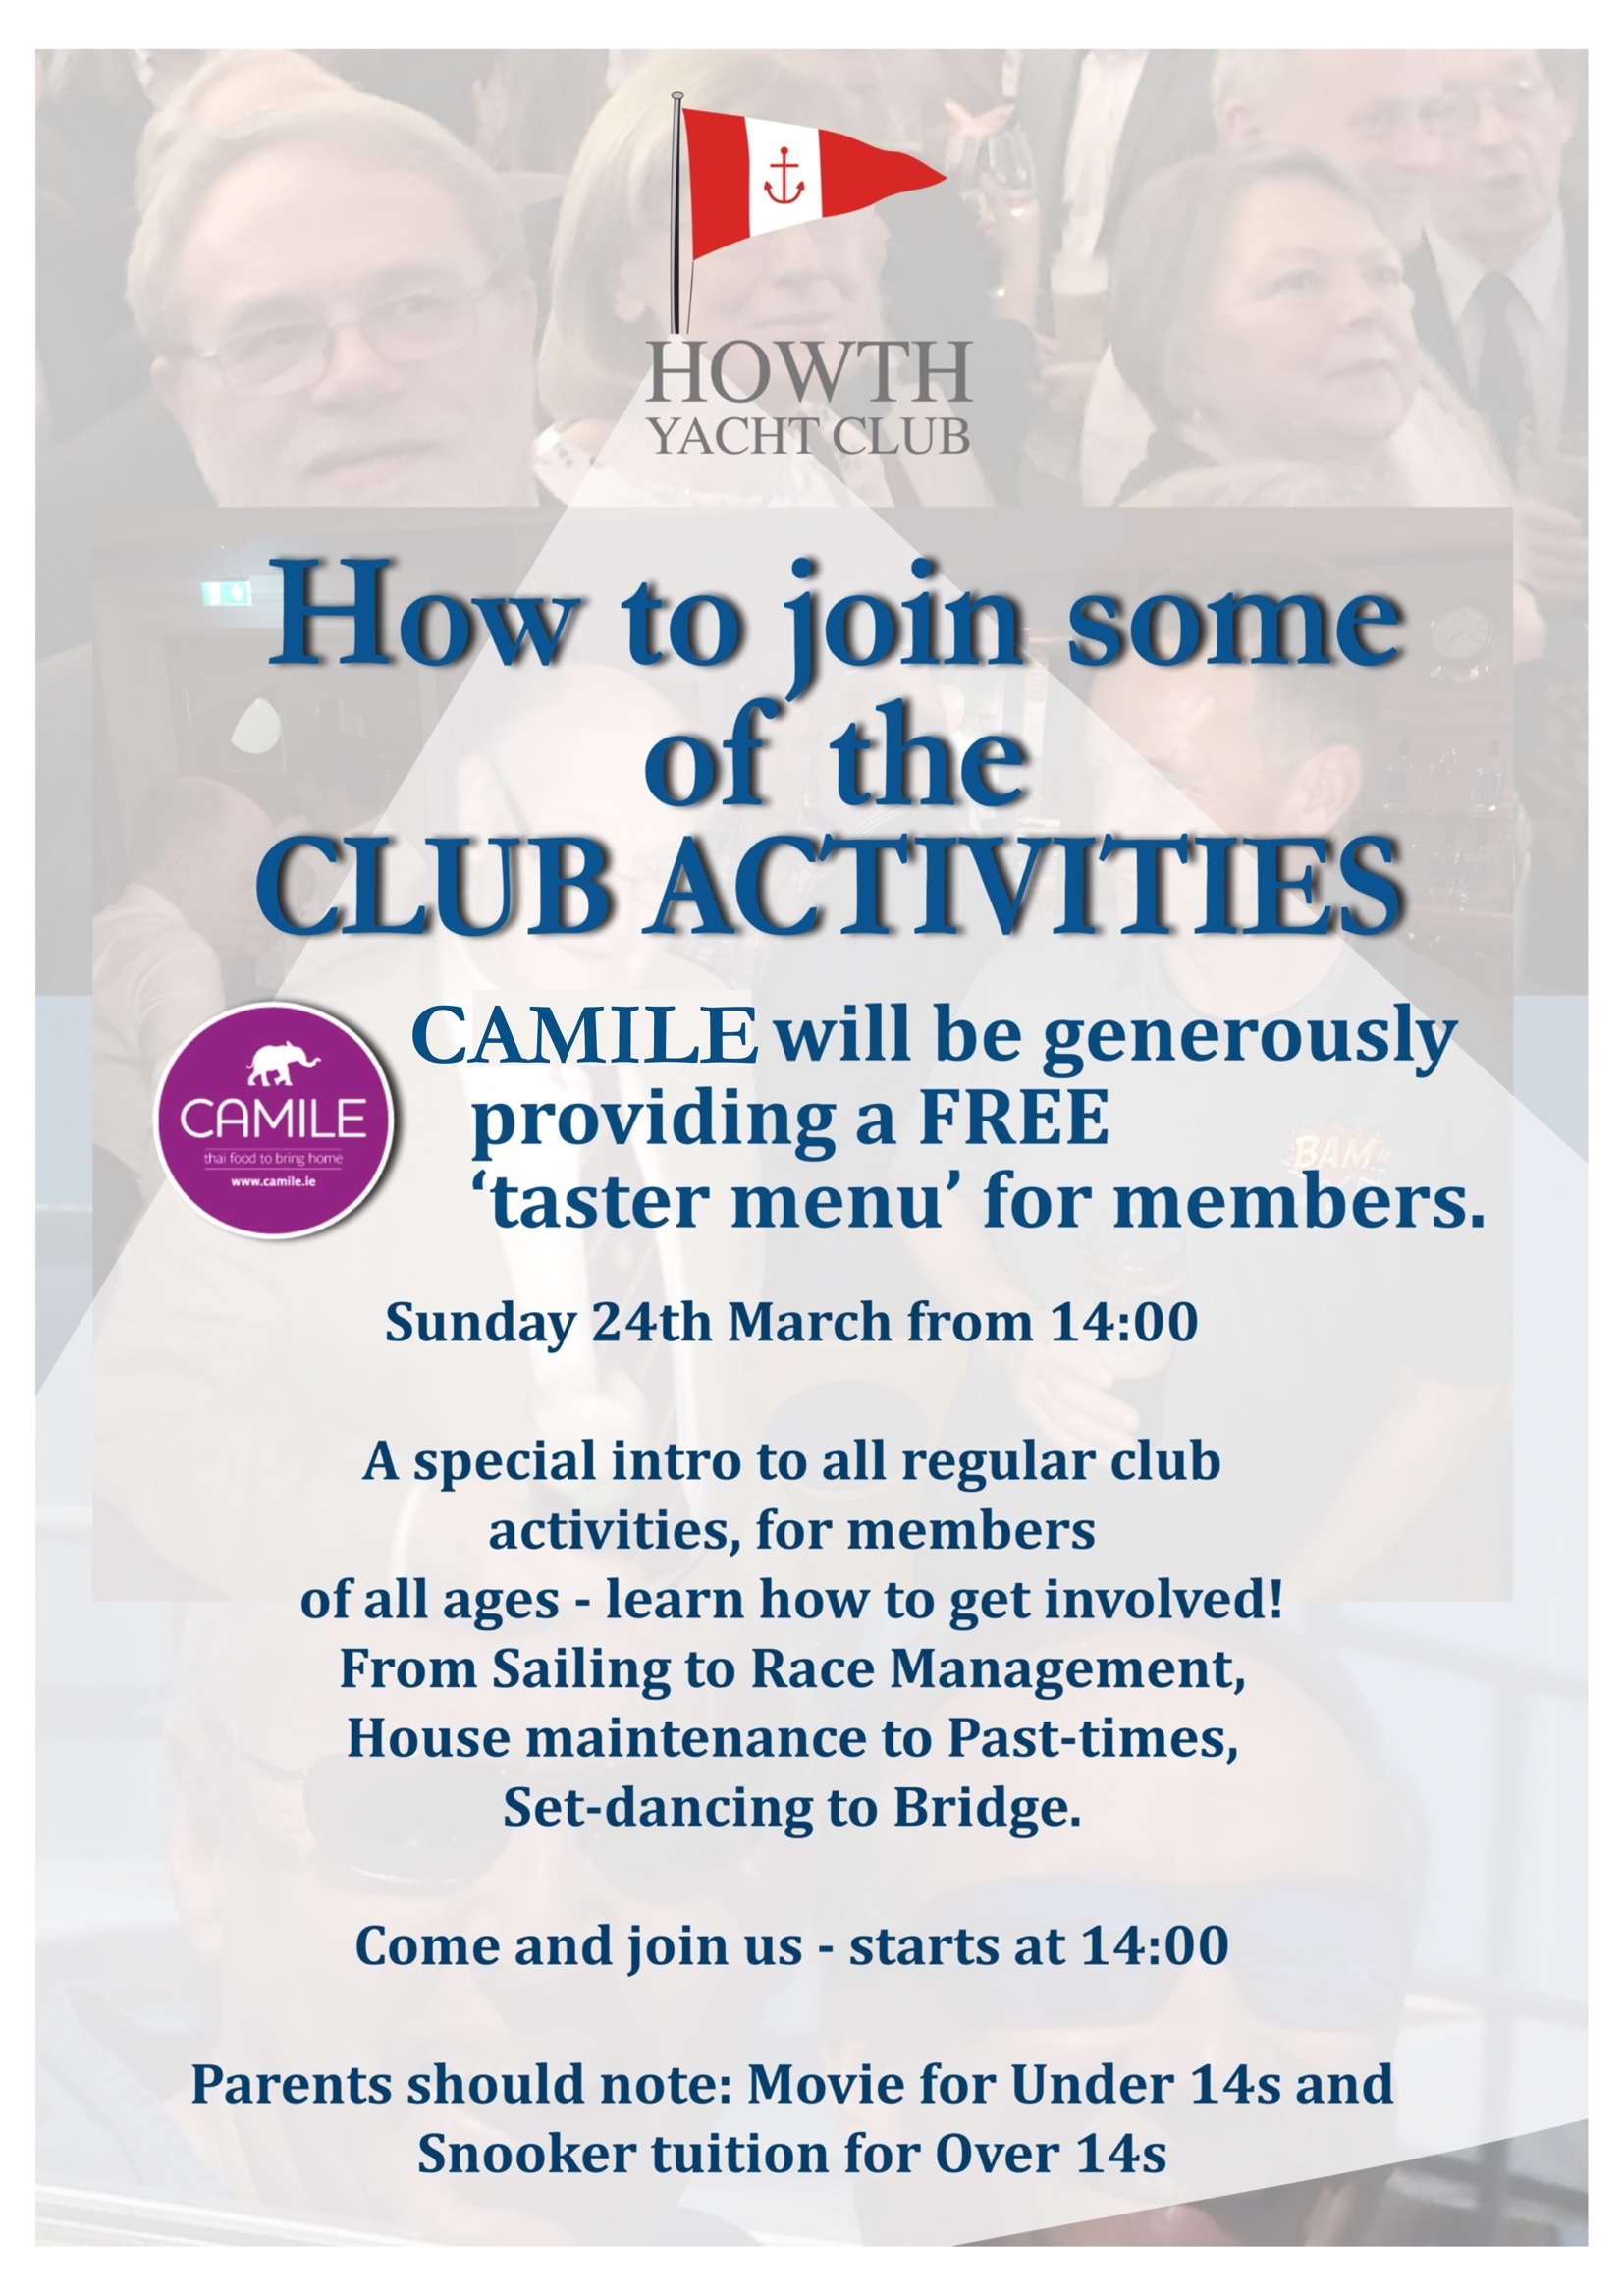 HOWTH
YACHT CLUB
How to join some
of the
CLUB ACTIVITIES
CAMILE
thai food to bring home
www.camile.ie
CAMILE will be generously
providing a FREE
‘taster menu’ for members.
BAM!!
Sunday 24th March from 14:00
A special intro to all regular club
activities, for members
of all ages - learn how to get involved!
From Sailing to Race Management,
House maintenance to Past-times,
Set-dancing to Bridge.
Come and join us - starts at 14:00
Parents should note: Movie for Under 14s and
Snooker tuition for Over 14s